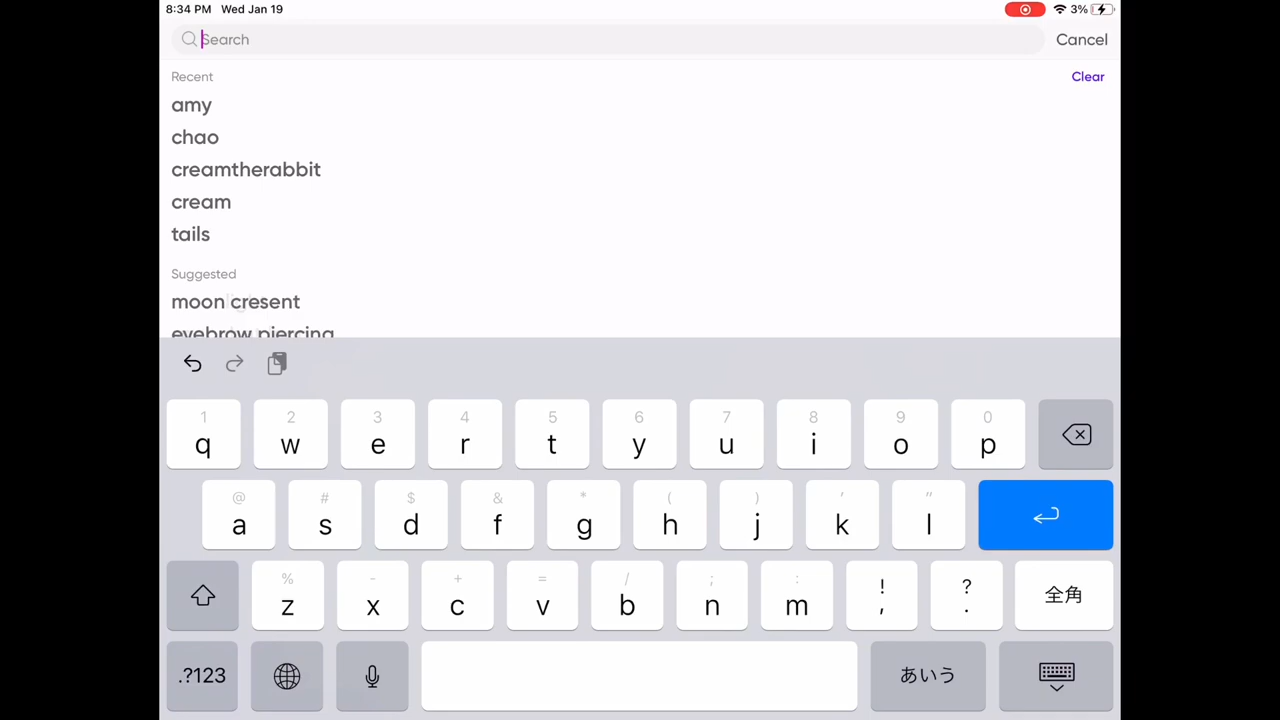 8:34 PM Wed Jan 19 3%
Search Cancel
Recent Clear
amy
chao
creamtherabbit
cream
tails
Suggested
moon cresent
eyebrow piercing
1 2 3 4 5 6 7 8 9 0
q w e r t y u i o p
@ # $ & * ( ) ' "
a s d f g h j k l
% - + = / ; : ! ?
z x c v b n m , . 全角
.?123 あいう